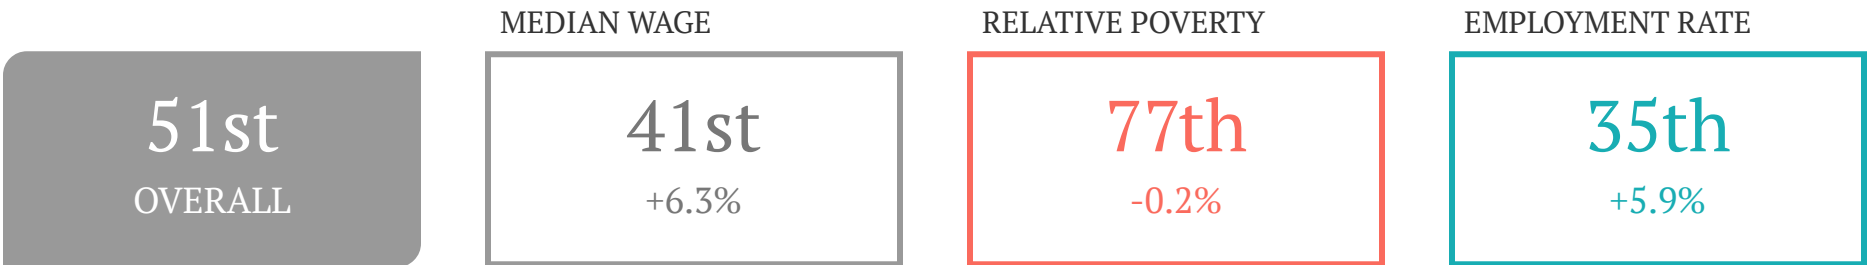 51st
OVERALL
MEDIAN WAGE
41st
+6.3%
RELATIVE POVERTY
77th
-0.2%
EMPLOYMENT RATE
35th
+5.9%